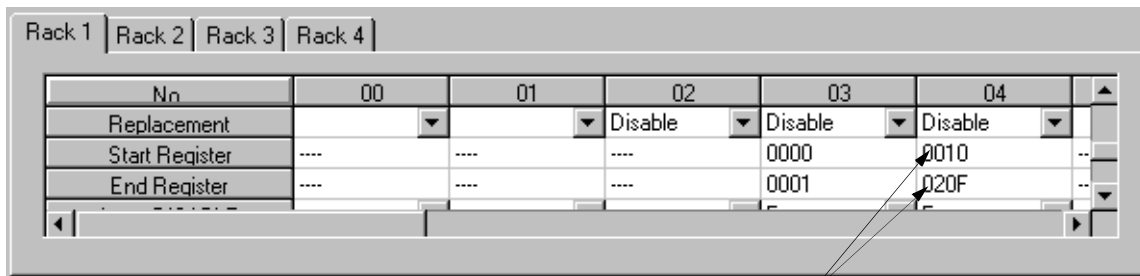 Rack 1 Rack 2 Rack 3 Rack 4
No 00 01 02 03 04
Replacement Disable Disable Disable
Start Register ---- ---- ---- 0000 0010 --
End Register ---- ---- ---- 0001 020F --